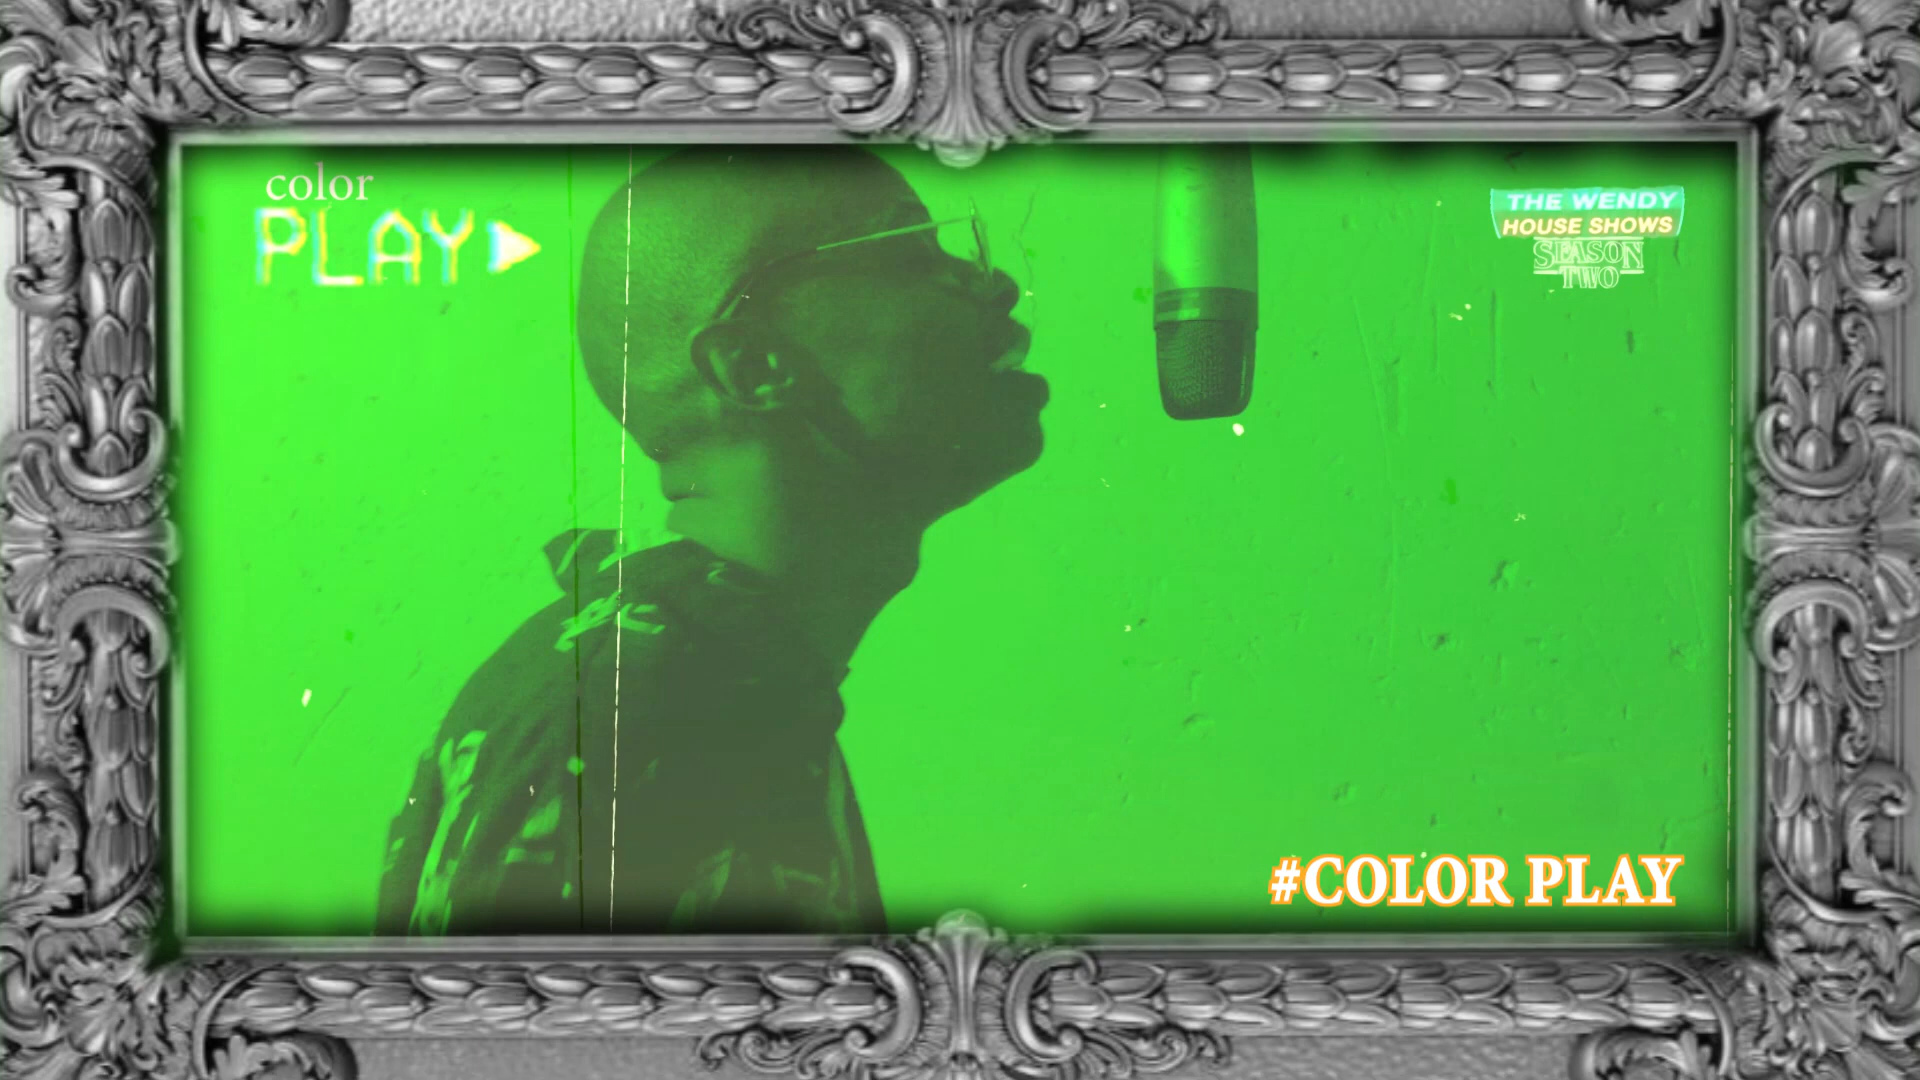 color
PLAY
THE WENDY
HOUSE SHOWS
SEASON
TWO
#COLOR PLAY